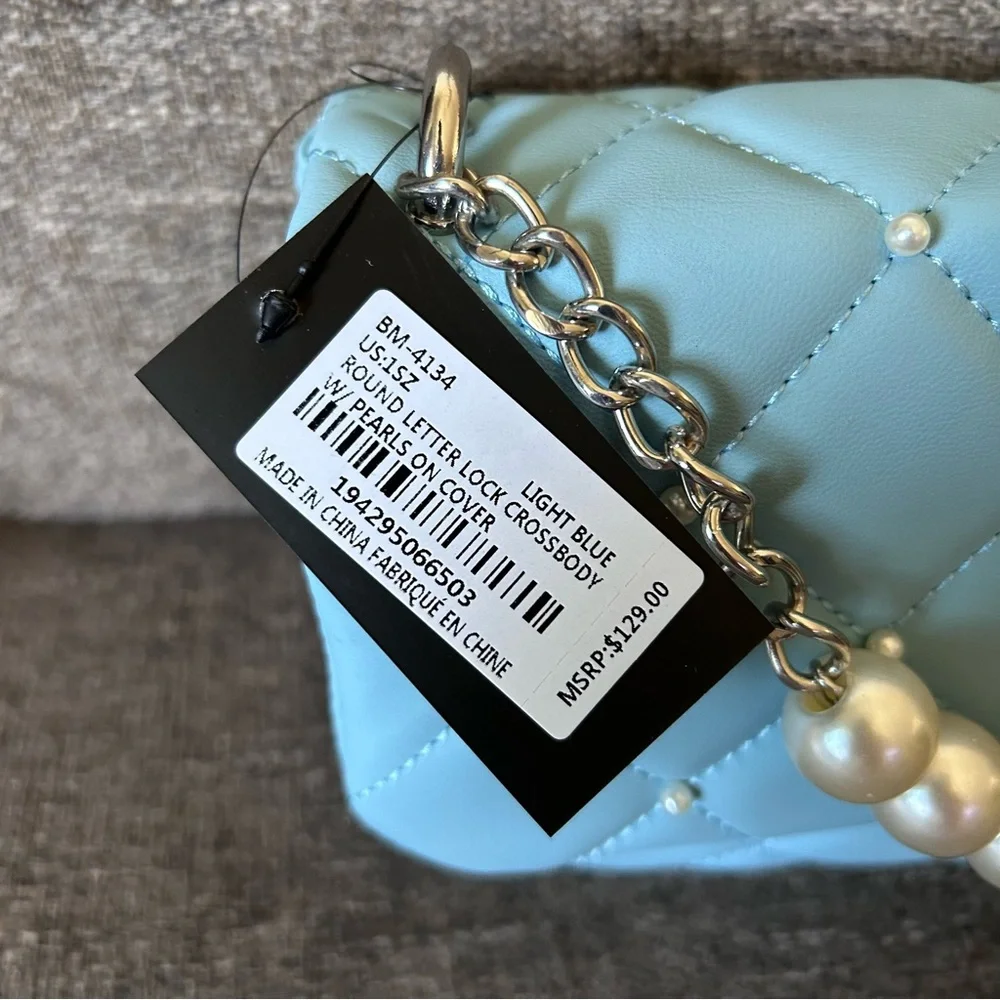 BM-4134
US:1SZ LIGHT BLUE
ROUND LETTER LOCK CROSSBODY
W/ PEARLS ON COVER
194295066503
MADE IN CHINA FABRIQUÉ EN CHINE
MSRP:$129.00